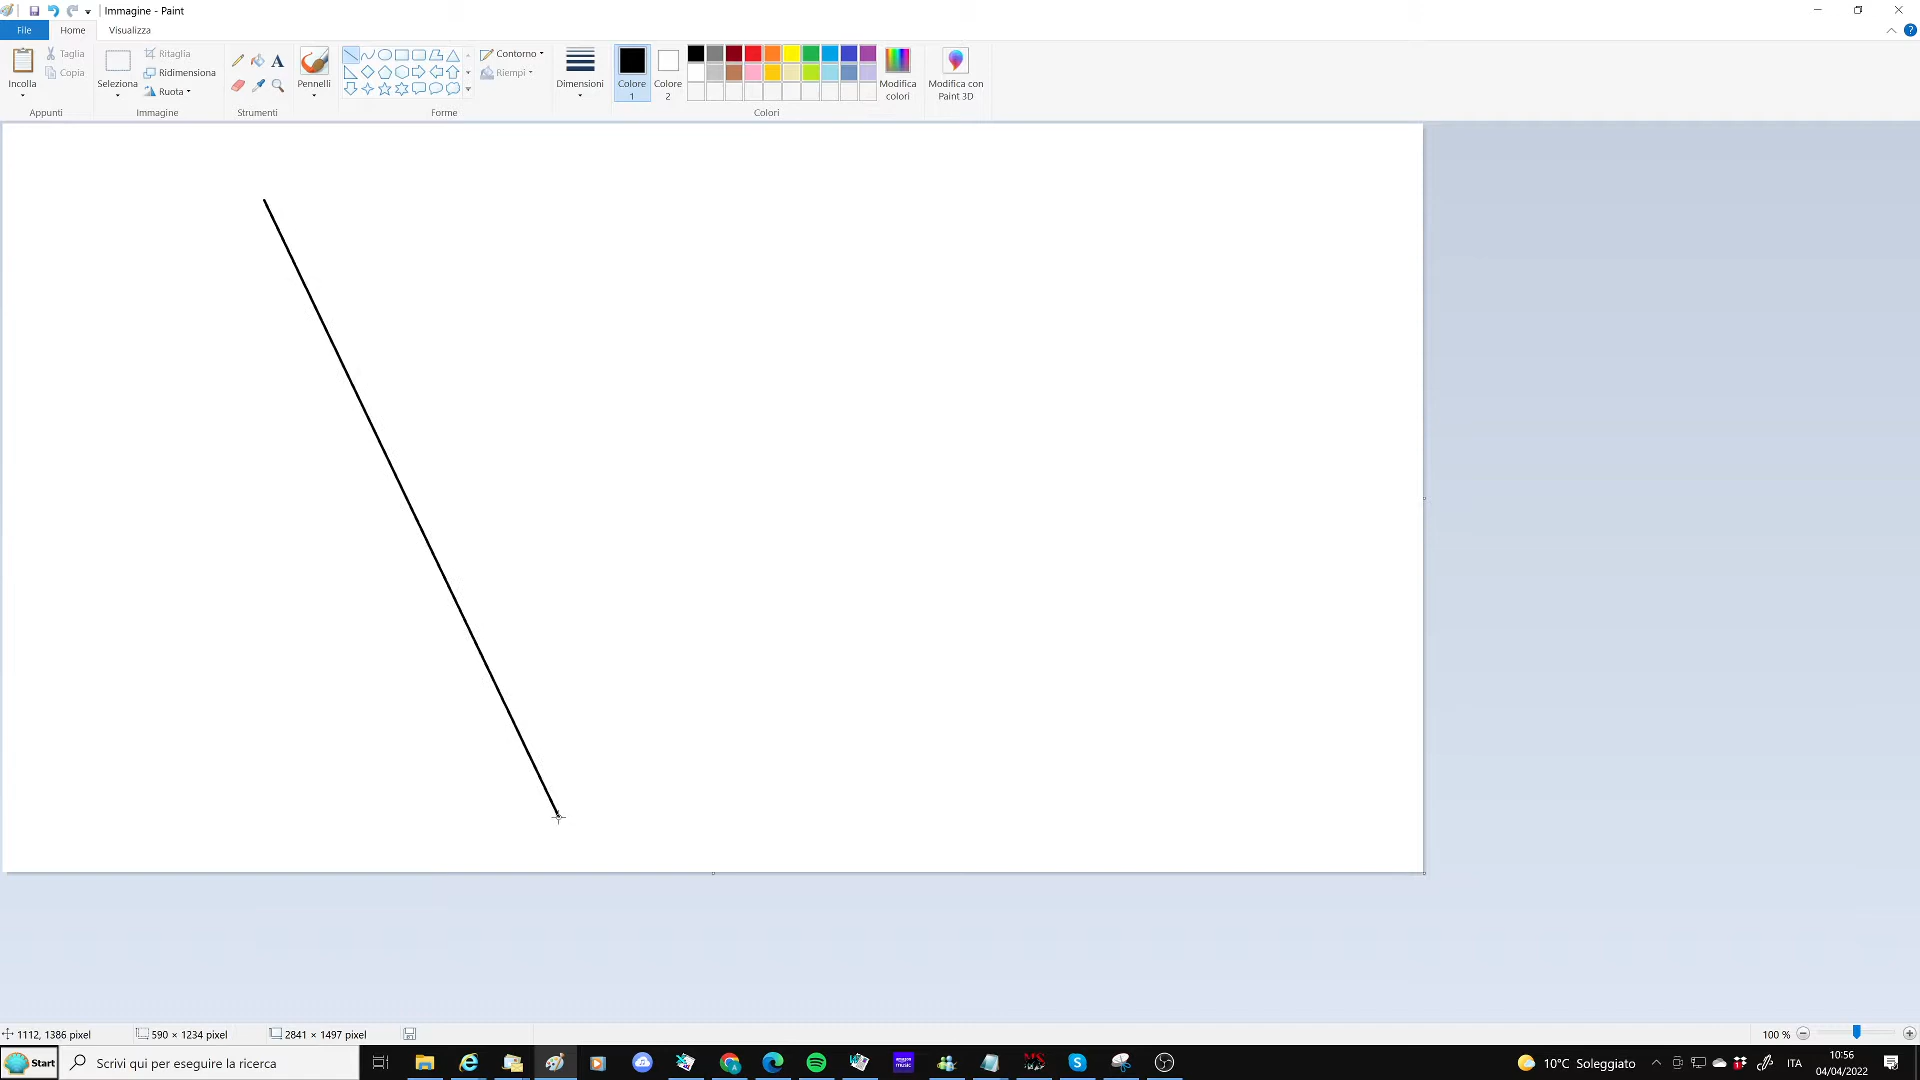 Immagine - Paint
File
Home
Visualizza
Incolla
Taglia
Copia
Appunti
Seleziona
Ritaglia
Ridimensiona
Ruota
Immagine
A
Strumenti
Pennelli
Forme
Contorno
Riempi
Dimensioni
Colore 1
Colore 2
Modifica colori
Colori
Modifica con Paint 3D
1112, 1386 pixel
590 × 1234 pixel
2841 × 1497 pixel
100 %
Start
Scrivi qui per eseguire la ricerca
amazon music
10°C Soleggiato
ITA
10:56
04/04/2022